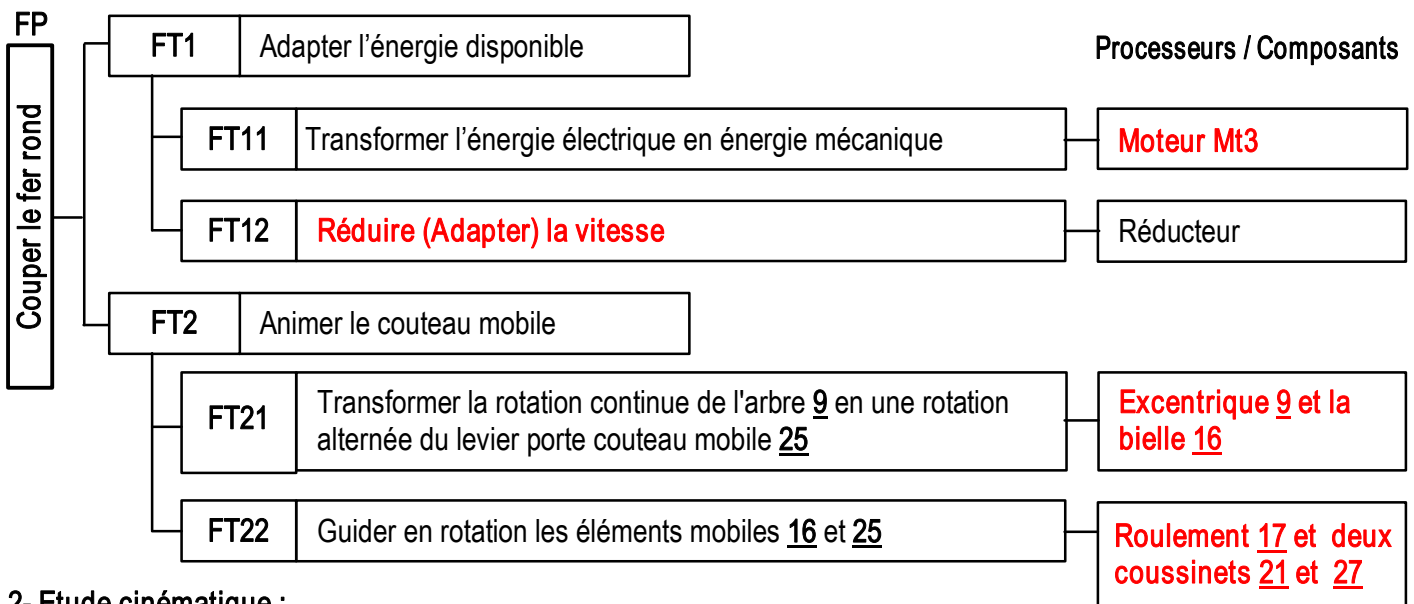 FP
Couper le fer rond
FT1 Adapter l'énergie disponible
Processeurs / Composants
FT11 Transformer l'énergie électrique en énergie mécanique
Moteur Mt3
FT12 Réduire (Adapter) la vitesse
Réducteur
FT2 Animer le couteau mobile
FT21 Transformer la rotation continue de l'arbre 9 en une rotation
alternée du levier porte couteau mobile 25
Excentrique 9 et la
bielle 16
FT22 Guider en rotation les éléments mobiles 16 et 25
Roulement 17 et deux
coussinets 21 et 27
2- Etude cinématique :